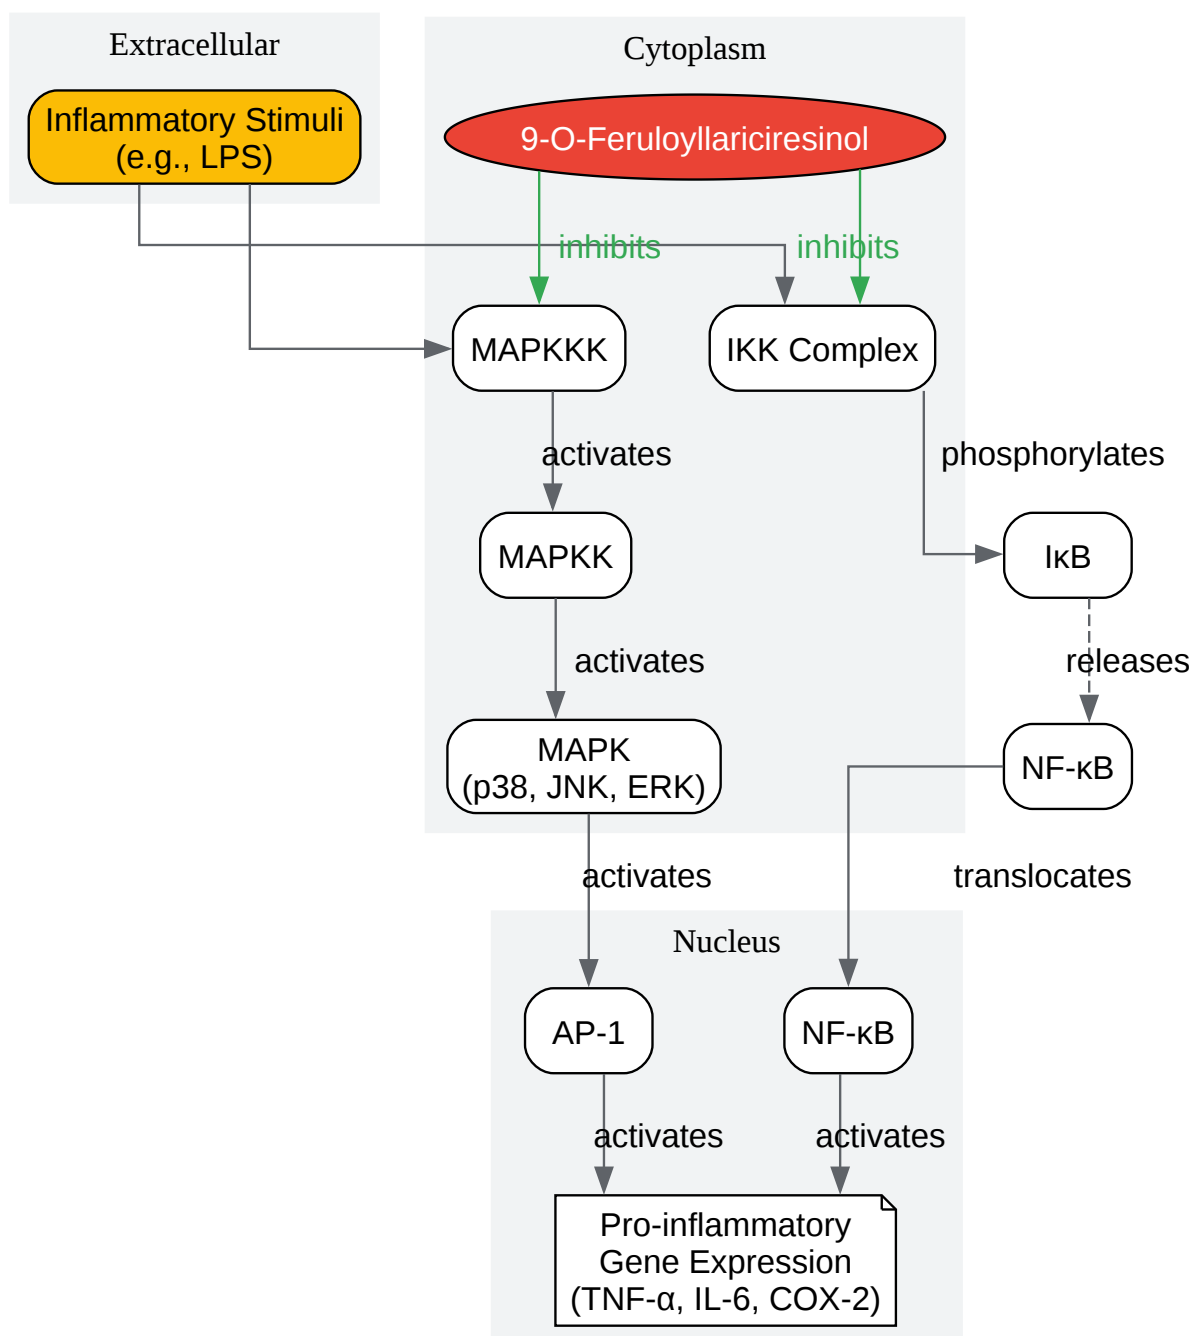 Extracellular
Cytoplasm
Inflammatory Stimuli
(e.g., LPS)
9-O-Feruloyllariciresinol
inhibits
inhibits
MAPKKK
IKK Complex
activates
phosphorylates
MAPKK
IκB
activates
releases
MAPK
(p38, JNK, ERK)
NF-κB
activates
translocates
Nucleus
AP-1
NF-κB
activates
activates
Pro-inflammatory
Gene Expression
(TNF-α, IL-6, COX-2)